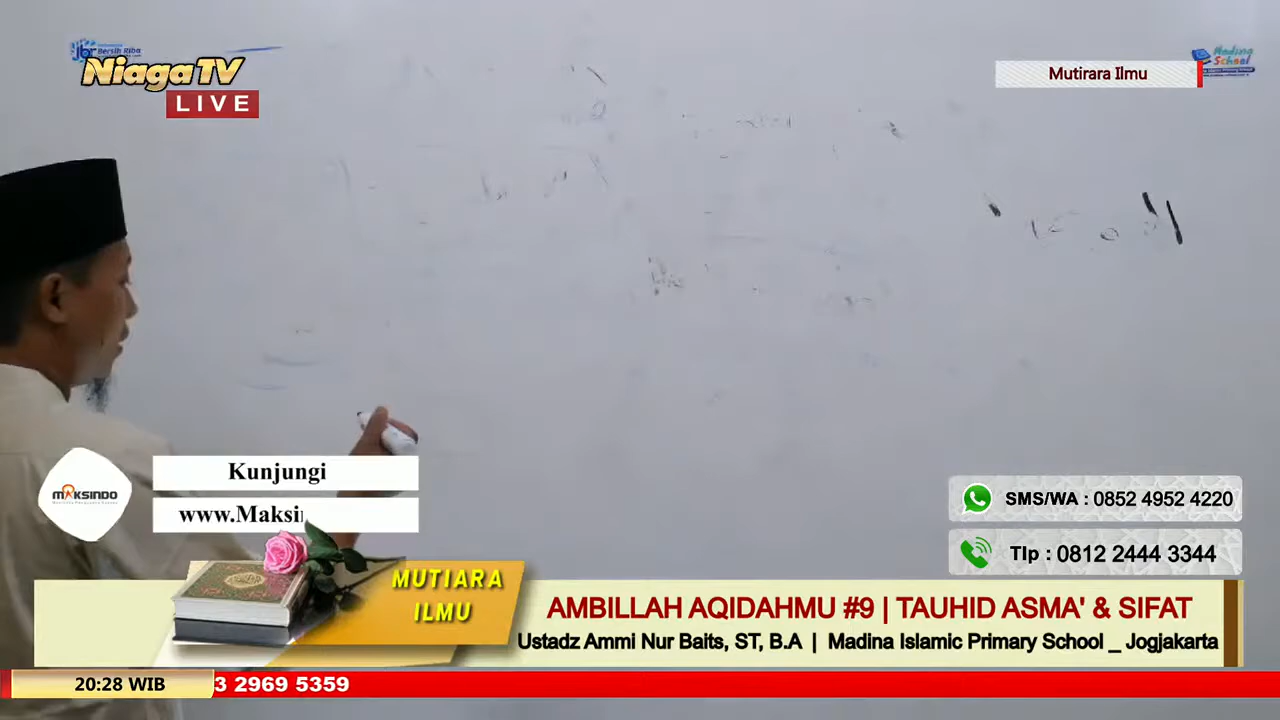 Indonesia
jbr Bersih Riba
NiagaTV
LIVE
Mutirara Ilmu
Madina
School
MAKSINDO
Kunjungi
www.Maksi
SMS/WA : 0852 4952 4220
Tlp : 0812 2444 3344
MUTIARA
ILMU
AMBILLAH AQIDAHMU #9 | TAUHID ASMA' & SIFAT
Ustadz Ammi Nur Baits, ST, B.A | Madina Islamic Primary School _ Jogjakarta
20:28 WIB
3 2969 5359